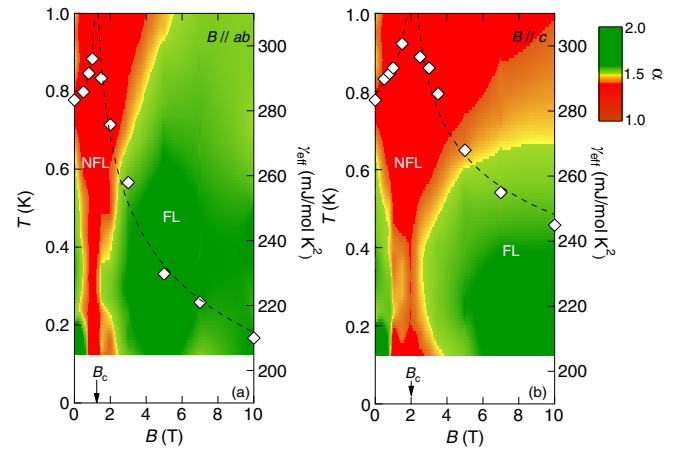 B // ab
NFL
FL
1.0
0.8
0.6
0.4
0.2
0
T (K)
300
280
260
240
220
200
γeff (mJ/mol K²)
Bc
(a)
0 2 4 6 8 10
B (T)
B // c
NFL
FL
1.0
0.8
0.6
0.4
0.2
0
T (K)
300
280
260
240
220
200
γeff (mJ/mol K²)
Bc
(b)
0 2 4 6 8 10
B (T)
2.0
1.5
1.0
α